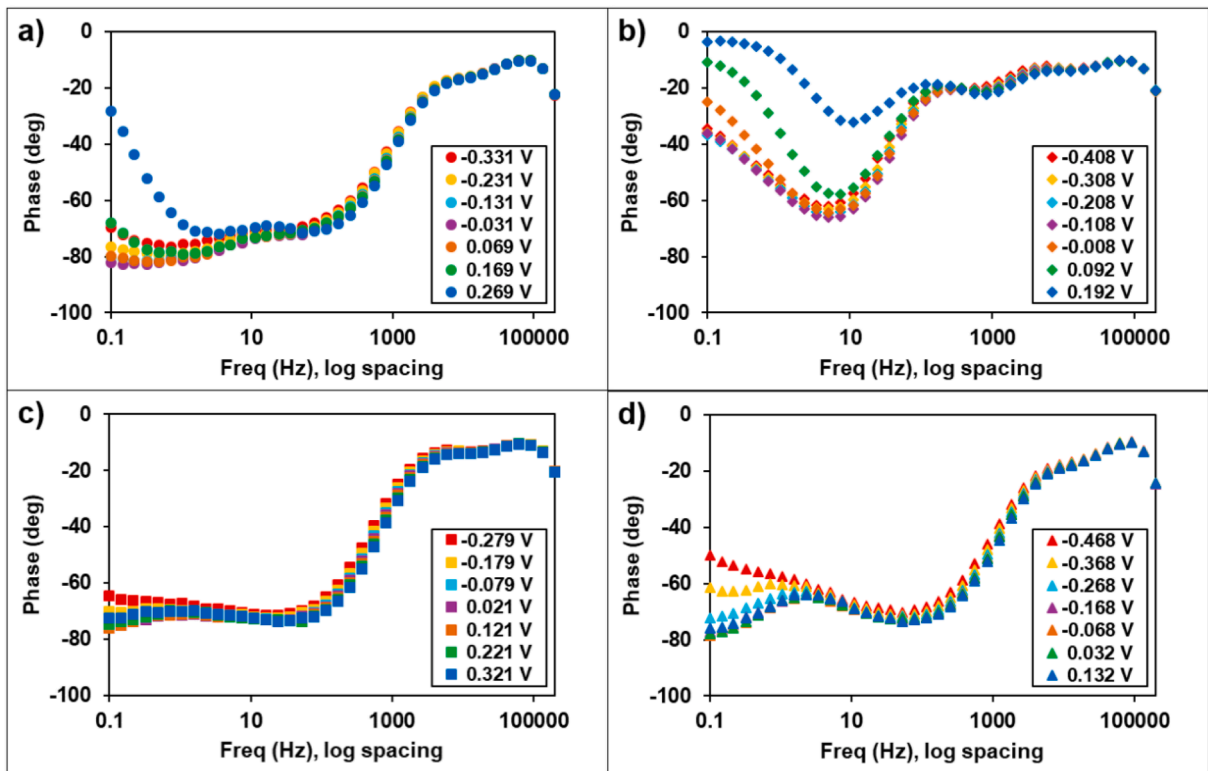 a)
0
-20
-40
-60
-80
-100
Phase (deg)
0.1
10
1000
100000
Freq (Hz), log spacing
-0.331 V
-0.231 V
-0.131 V
-0.031 V
0.069 V
0.169 V
0.269 V
b)
0
-20
-40
-60
-80
-100
Phase (deg)
0.1
10
1000
100000
Freq (Hz), log spacing
-0.408 V
-0.308 V
-0.208 V
-0.108 V
-0.008 V
0.092 V
0.192 V
c)
0
-20
-40
-60
-80
-100
Phase (deg)
0.1
10
1000
100000
Freq (Hz), log spacing
-0.279 V
-0.179 V
-0.079 V
0.021 V
0.121 V
0.221 V
0.321 V
d)
0
-20
-40
-60
-80
-100
Phase (deg)
0.1
10
1000
100000
Freq (Hz), log spacing
-0.468 V
-0.368 V
-0.268 V
-0.168 V
-0.068 V
0.032 V
0.132 V